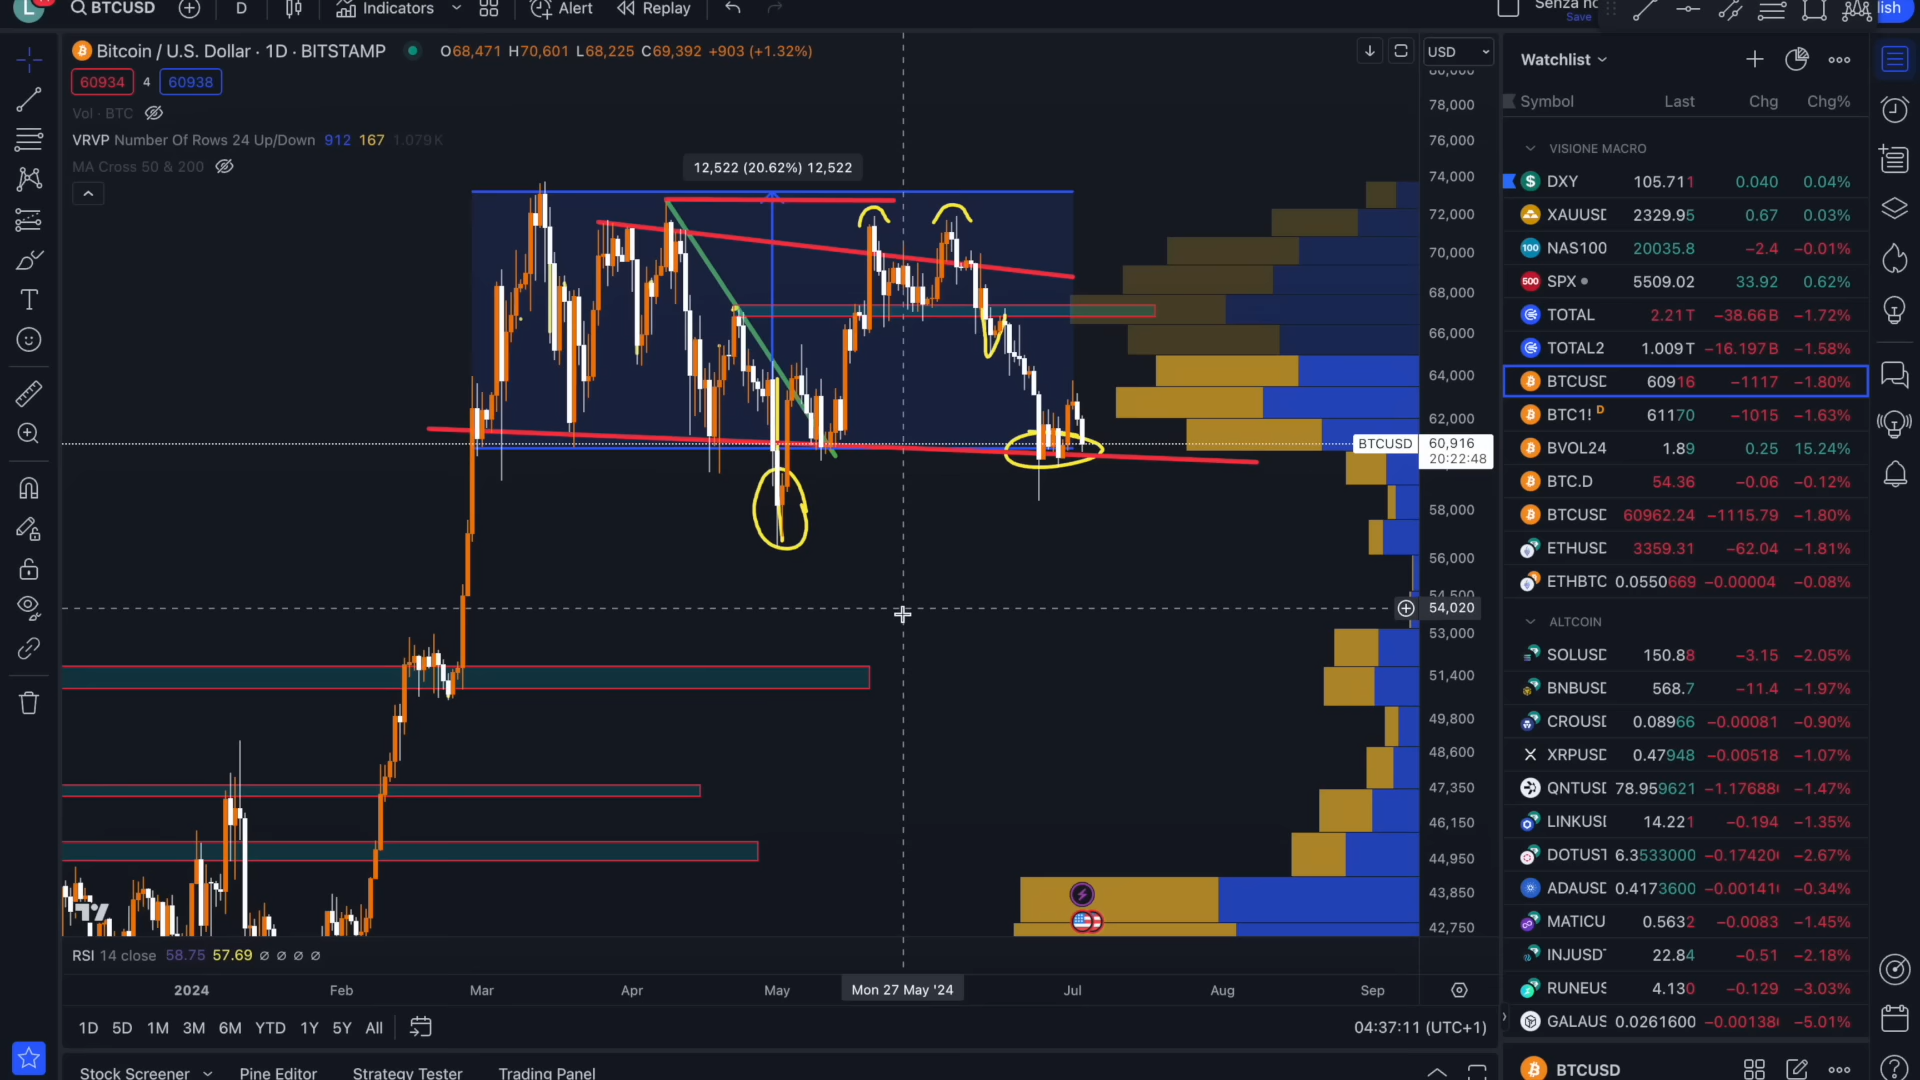 BTCUSD
D
Indicators
Alert
Replay
Save
Bitcoin / U.S. Dollar · 1D · BITSTAMP
O68,471 H70,601 L68,225 C69,392 +903 (+1.32%)
60934 4 60938
Vol · BTC
VRVP Number Of Rows 24 Up/Down 912 167 1.079K
MA Cross 50 & 200
12,522 (20.62%) 12,522
USD
78,000
76,000
74,000
72,000
70,000
68,000
66,000
64,000
62,000
BTCUSD 60,916
20:22:48
58,000
56,000
54,020
53,000
51,400
49,800
48,600
47,350
46,150
44,950
43,850
42,750
RSI 14 close 58.75 57.69 ∅ ∅ ∅ ∅
2024 Feb Mar Apr May Mon 27 May '24 Jul Aug Sep
1D 5D 1M 3M 6M YTD 1Y 5Y All
04:37:11 (UTC+1)
Stock Screener Pine Editor Strategy Tester Trading Panel
Watchlist
Symbol Last Chg Chg%
VISIONE MACRO
DXY 105.711 0.040 0.04%
XAUUSD 2329.95 0.67 0.03%
NAS100 20035.8 −2.4 −0.01%
SPX 5509.02 33.92 0.62%
TOTAL 2.21T −38.66B −1.72%
TOTAL2 1.009T −16.197B −1.58%
BTCUSD 60916 −1117 −1.80%
BTC1! D 61170 −1015 −1.63%
BVOL24 1.89 0.25 15.24%
BTC.D 54.36 −0.06 −0.12%
BTCUSD 60962.24 −1115.79 −1.80%
ETHUSD 3359.31 −62.04 −1.81%
ETHBTC 0.0550669 −0.00004 −0.08%
ALTCOIN
SOLUSD 150.88 −3.15 −2.05%
BNBUSD 568.7 −11.4 −1.97%
CROUSD 0.08966 −0.00081 −0.90%
XRPUSD 0.47948 −0.00518 −1.07%
QNTUSD 78.959621 −1.17688 −1.47%
LINKUSD 14.221 −0.194 −1.35%
DOTUST 6.3533000 −0.17420 −2.67%
ADAUSD 0.4173600 −0.00141 −0.34%
MATICU 0.5632 −0.0083 −1.45%
INJUSDT 22.84 −0.51 −2.18%
RUNEUS 4.130 −0.129 −3.03%
GALAUS 0.0261600 −0.00138 −5.01%
BTCUSD